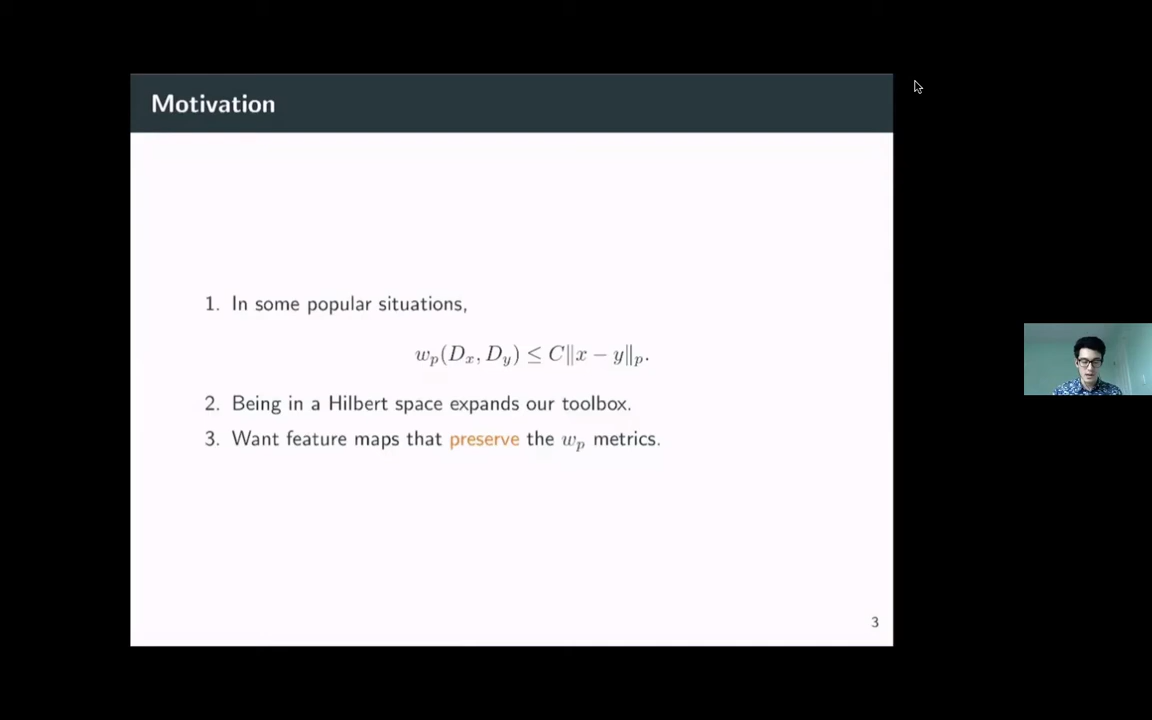 Motivation
1. In some popular situations,
w_p(D_x, D_y) ≤ C‖x − y‖_p.
2. Being in a Hilbert space expands our toolbox.
3. Want feature maps that preserve the w_p metrics.
3